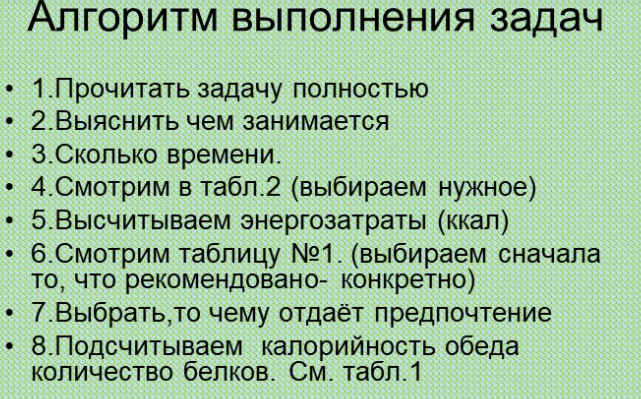 Алгоритм выполнения задач
• 1.Прочитать задачу полностью
• 2.Выяснить чем занимается
• 3.Сколько времени.
• 4.Смотрим в табл.2 (выбираем нужное)
• 5.Высчитываем энергозатраты (ккал)
• 6.Смотрим таблицу №1. (выбираем сначала
то, что рекомендовано- конкретно)
• 7.Выбрать,то чему отдаёт предпочтение
• 8.Подсчитываем калорийность обеда
количество белков. См. табл.1